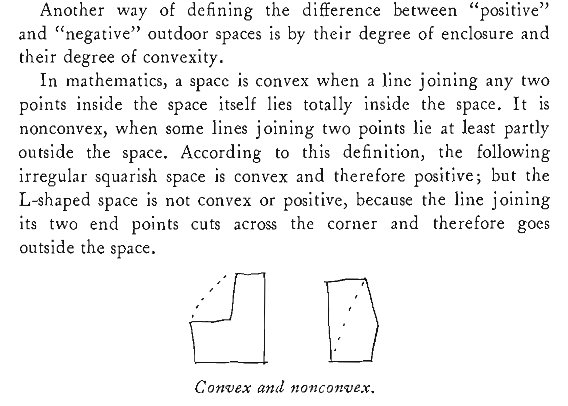 Another way of defining the difference between “positive”
and “negative” outdoor spaces is by their degree of enclosure and
their degree of convexity.
In mathematics, a space is convex when a line joining any two
points inside the space itself lies totally inside the space. It is
nonconvex, when some lines joining two points lie at least partly
outside the space. According to this definition, the following
irregular squarish space is convex and therefore positive; but the
L-shaped space is not convex or positive, because the line joining
its two end points cuts across the corner and therefore goes
outside the space.
Convex and nonconvex.